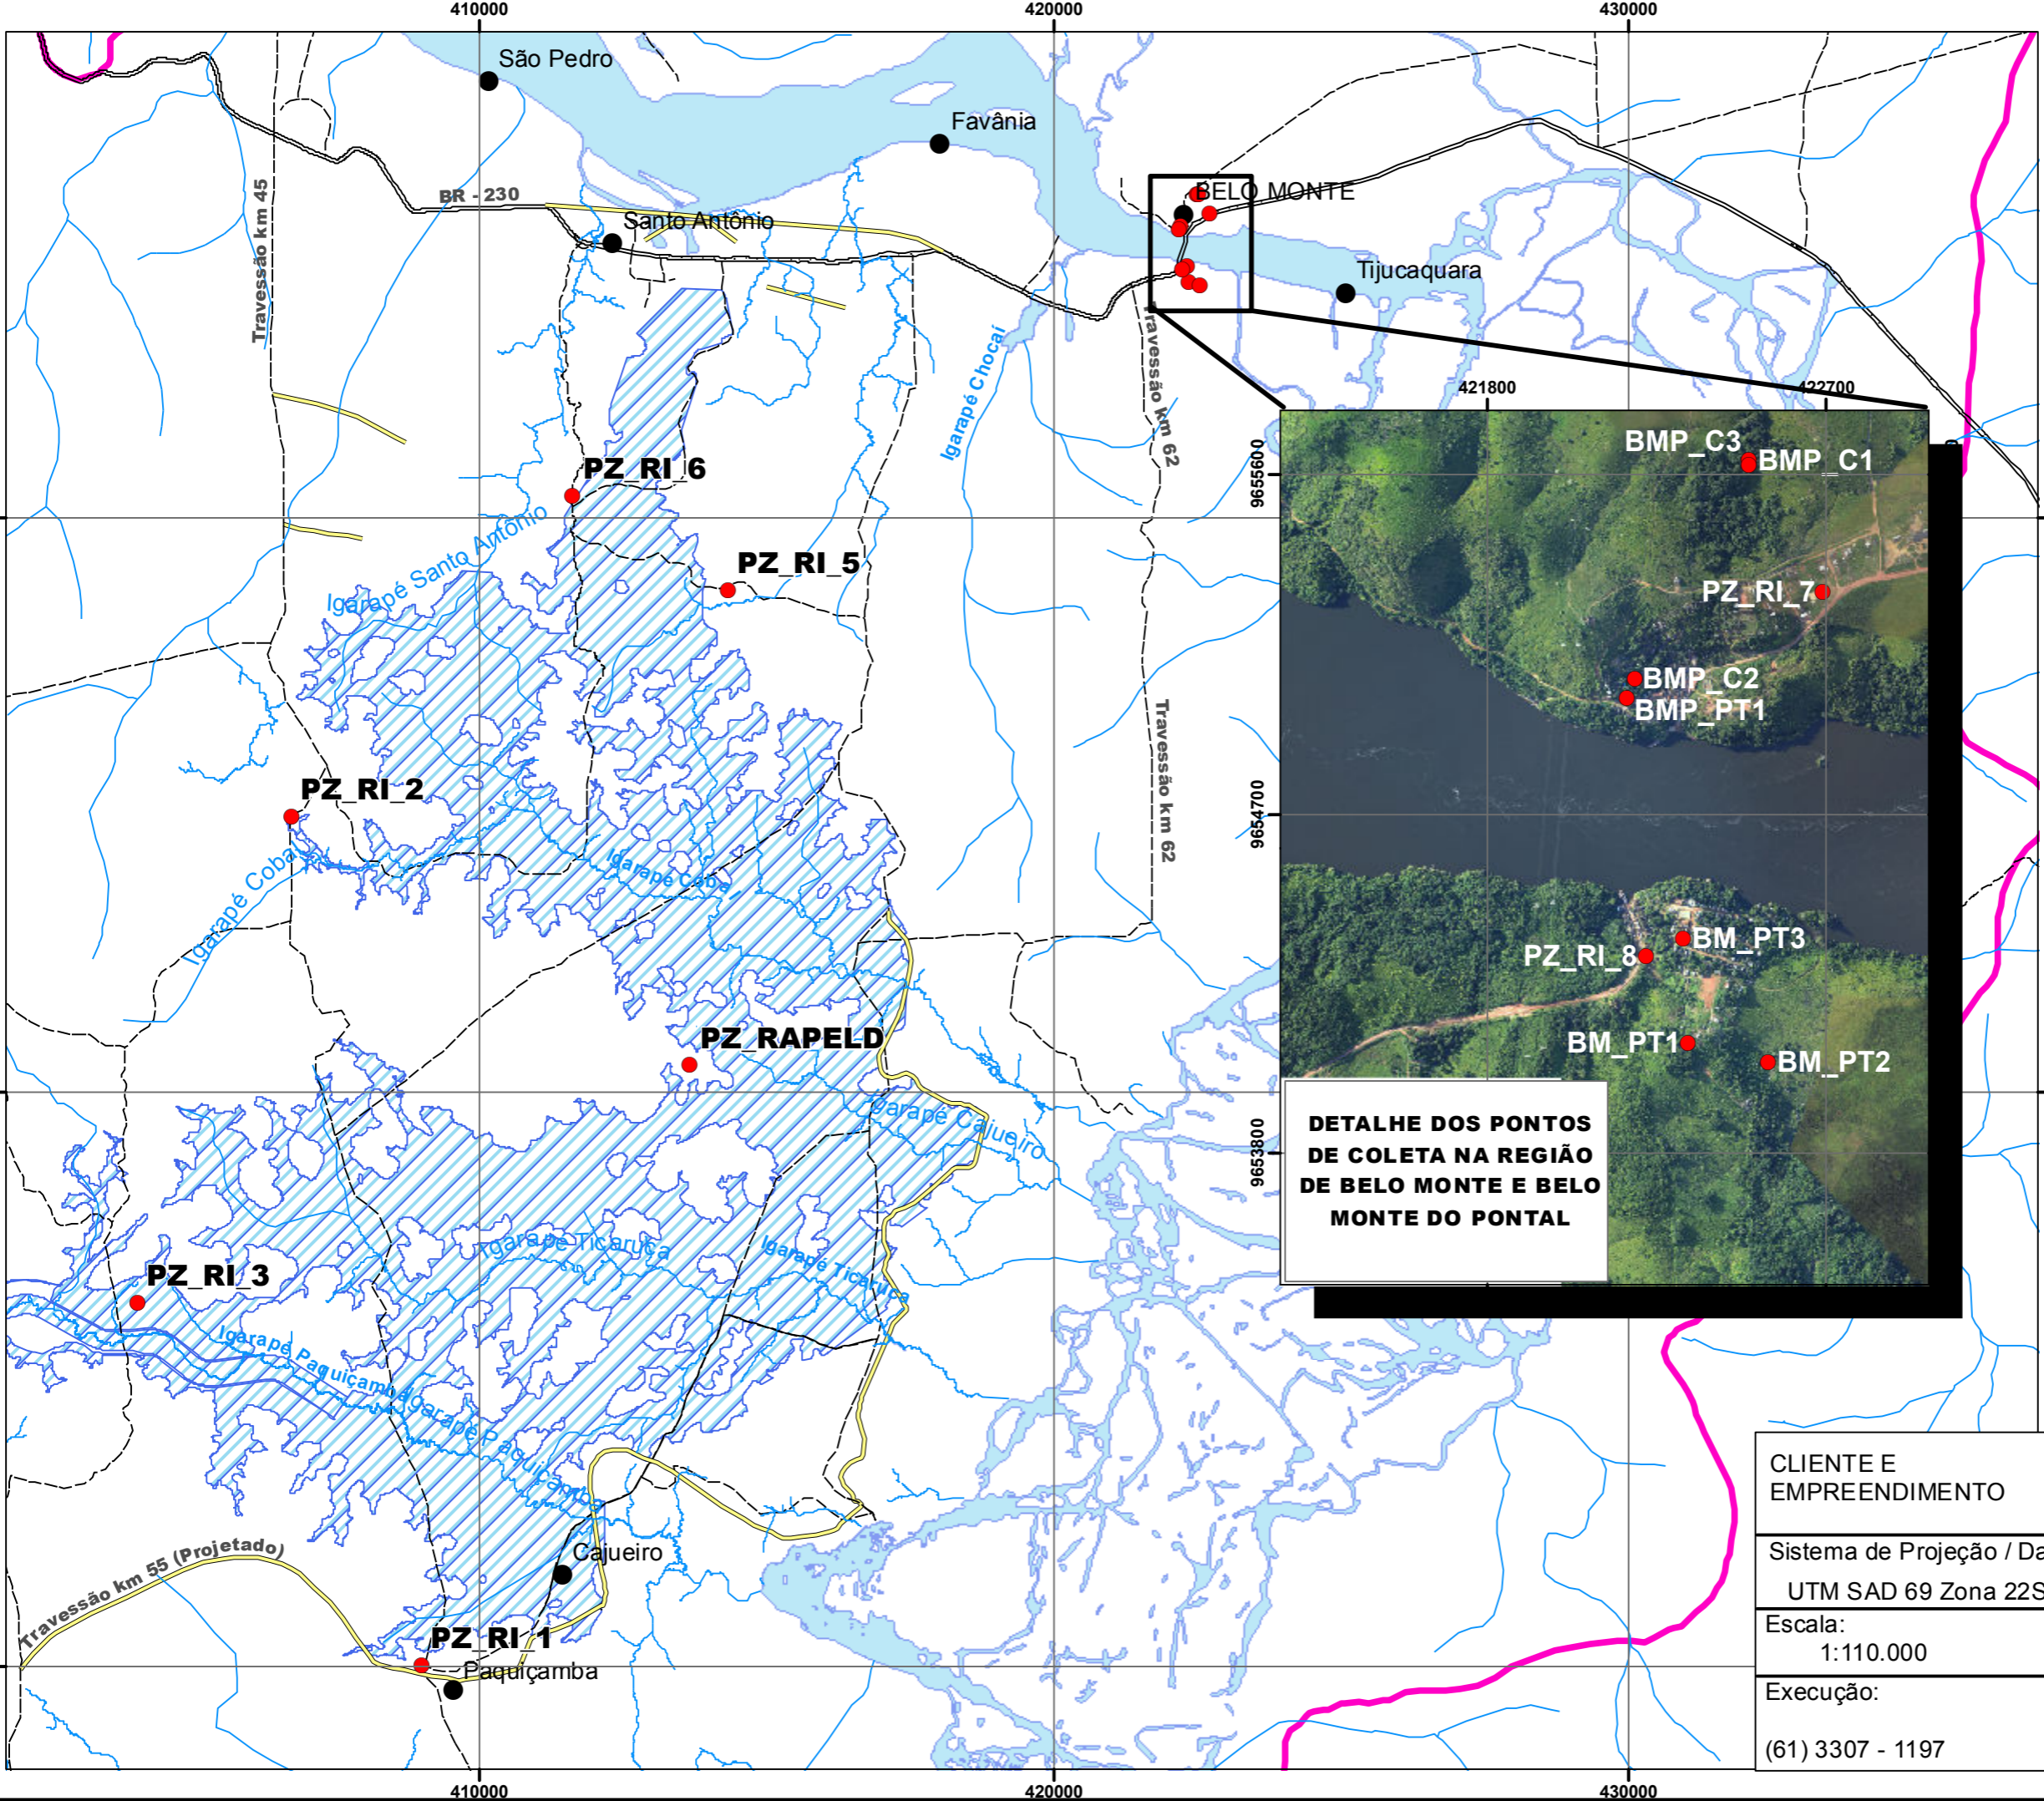 410000
420000
430000
São Pedro
Favânia
BR - 230
Santo Antônio
BELO MONTE
Tijucaquara
Travessão km 45
Igarapé Chocaí
Travessão km 62
421800
422700
9655600
BMP_C3
BMP_C1
PZ_RI_7
BMP_C2
BMP_PT1
9654700
PZ_RI_8
BM_PT3
BM_PT1
BM_PT2
9653800
DETALHE DOS PONTOS
DE COLETA NA REGIÃO
DE BELO MONTE E BELO
MONTE DO PONTAL
PZ_RI_6
Igarapé Santo Antônio
PZ_RI_5
Travessão km 62
PZ_RI_2
Igarapé Coba
Igarapé Coba
PZ_RAPELD
Igarapé Cajueiro
Igarapé Ticaruca
Igarapé Ticaruca
PZ_RI_3
Igarapé Paquiçamba
Igarapé Paquiçamba
Cajueiro
Travessão km 55 (Projetado)
PZ_RI_1
Paquiçamba
CLIENTE E
EMPREENDIMENTO
Sistema de Projeção / Da
UTM SAD 69 Zona 22S
Escala:
1:110.000
Execução:
(61) 3307 - 1197
410000
420000
430000